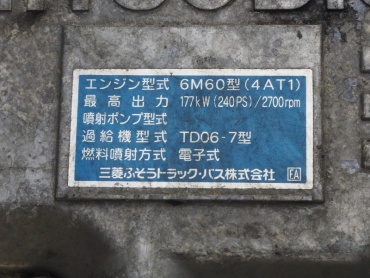 エンジン型式 6M60型(4AT1)
最高出力 177kW(240PS)/2700rpm
噴射ポンプ型式
過給機型式 TD06-7型
燃料噴射方式 電子式
三菱ふそうトラック・バス株式会社 EA